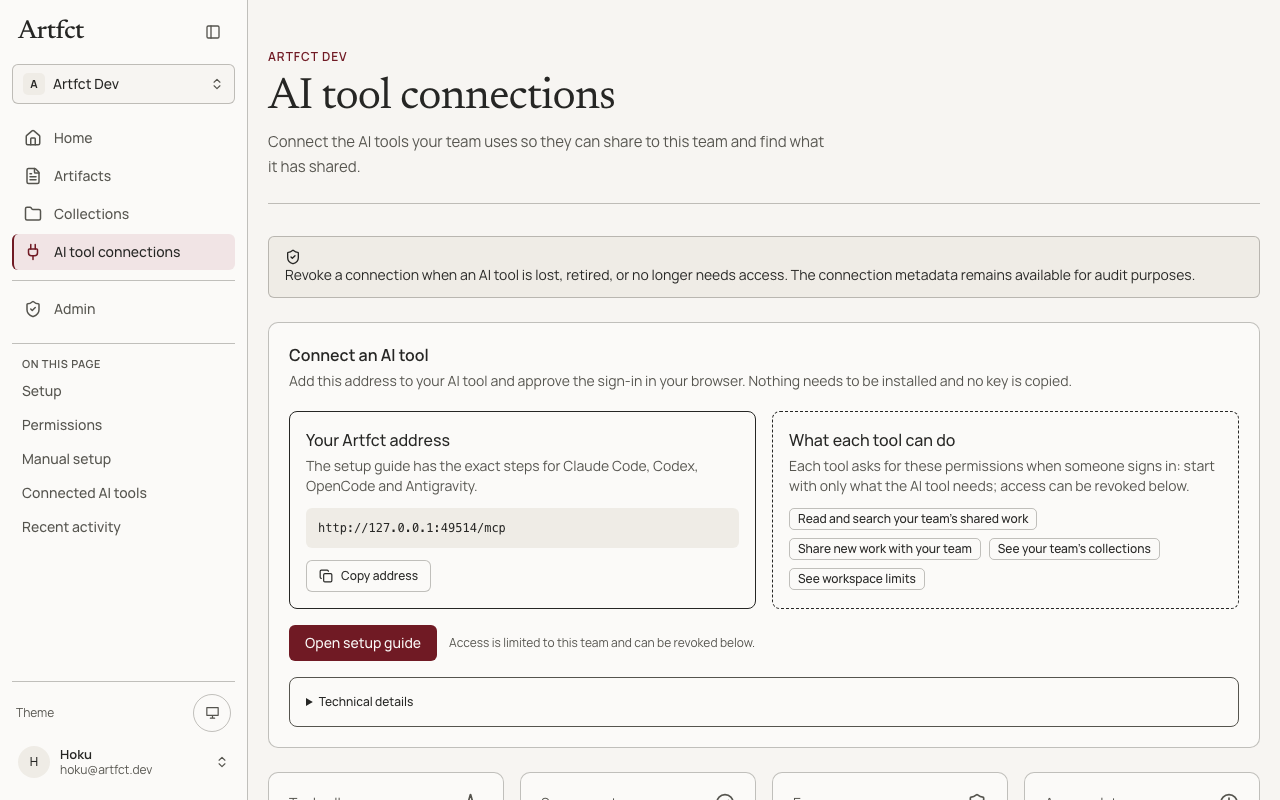 Artfct
A Artfct Dev
Home
Artifacts
Collections
AI tool connections
Admin
ON THIS PAGE
Setup
Permissions
Manual setup
Connected AI tools
Recent activity
Theme
H
Hoku
hoku@artfct.dev
ARTFCT DEV
AI tool connections
Connect the AI tools your team uses so they can share to this team and find what
it has shared.
Revoke a connection when an AI tool is lost, retired, or no longer needs access. The connection metadata remains available for audit purposes.
Connect an AI tool
Add this address to your AI tool and approve the sign-in in your browser. Nothing needs to be installed and no key is copied.
Your Artfct address
The setup guide has the exact steps for Claude Code, Codex,
OpenCode and Antigravity.
http://127.0.0.1:49514/mcp
Copy address
What each tool can do
Each tool asks for these permissions when someone signs in: start
with only what the AI tool needs; access can be revoked below.
Read and search your team's shared work
Share new work with your team
See your team's collections
See workspace limits
Open setup guide
Access is limited to this team and can be revoked below.
Technical details